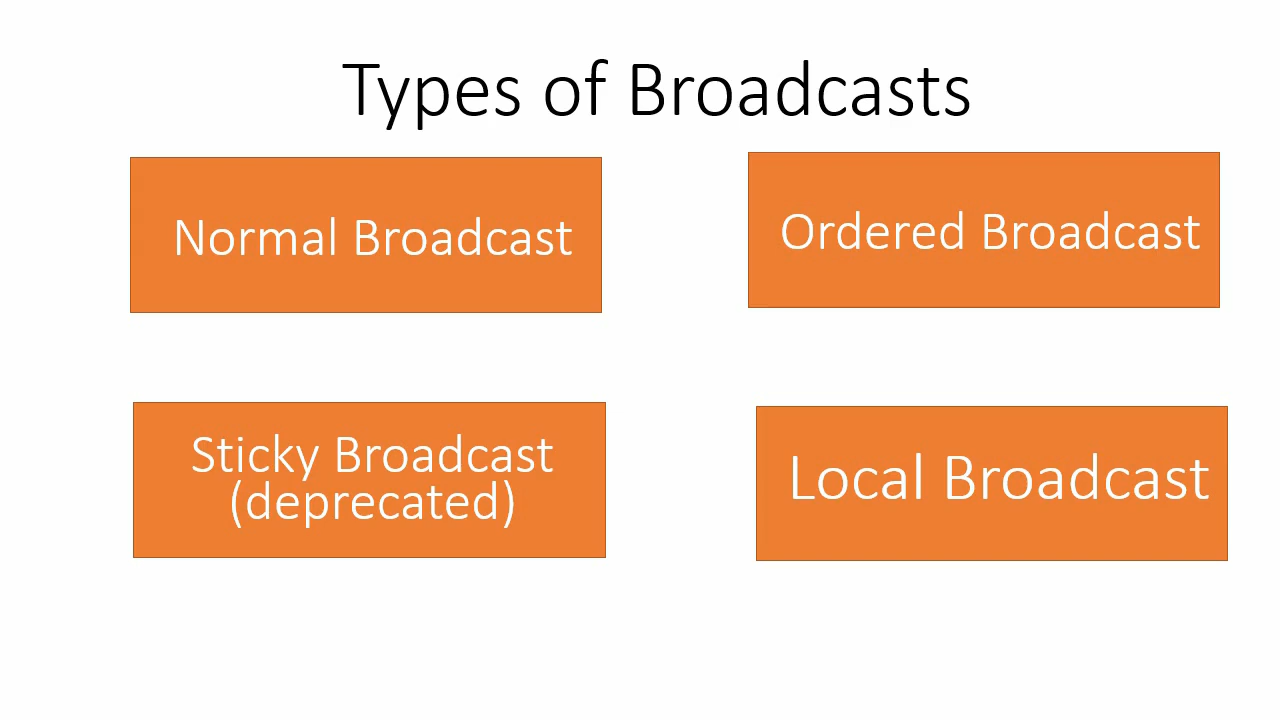 Types of Broadcasts
Normal Broadcast
Ordered Broadcast
Sticky Broadcast
(deprecated)
Local Broadcast